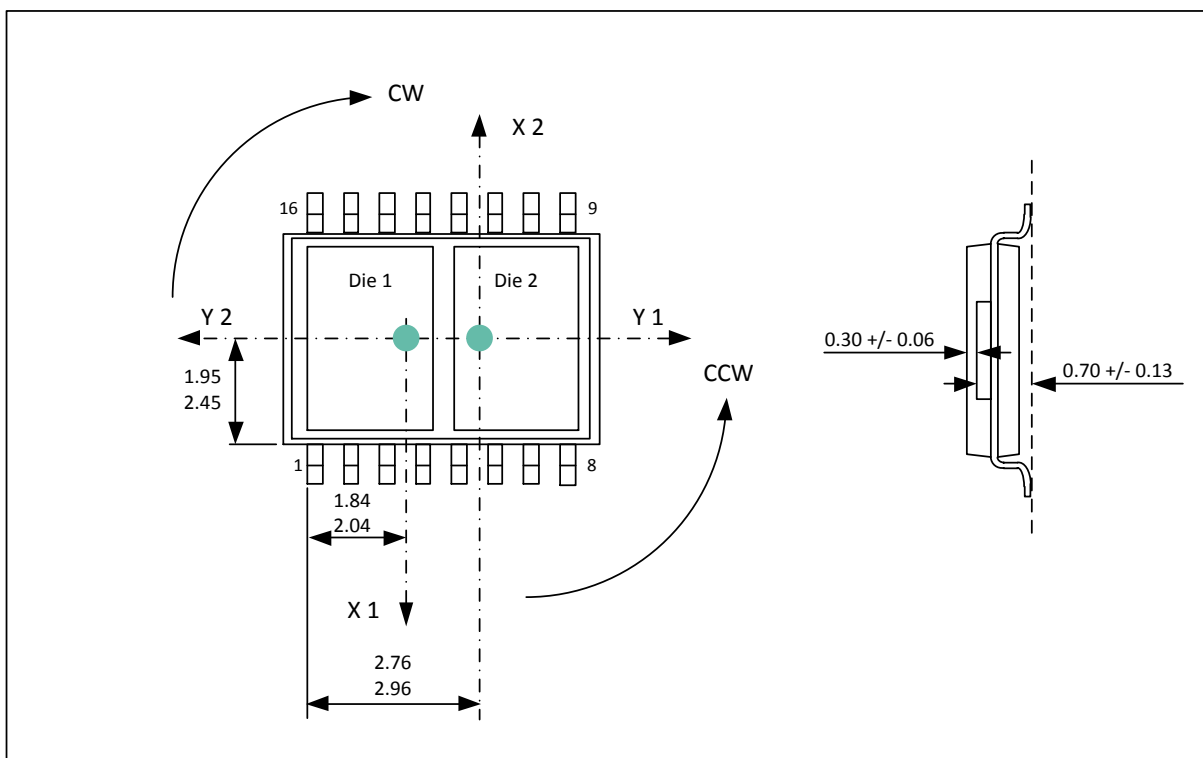 CW
X 2
16
9
Die 1
Die 2
Y 2
Y 1
1.95
2.45
0.30 +/- 0.06
0.70 +/- 0.13
CCW
1
8
1.84
2.04
X 1
2.76
2.96